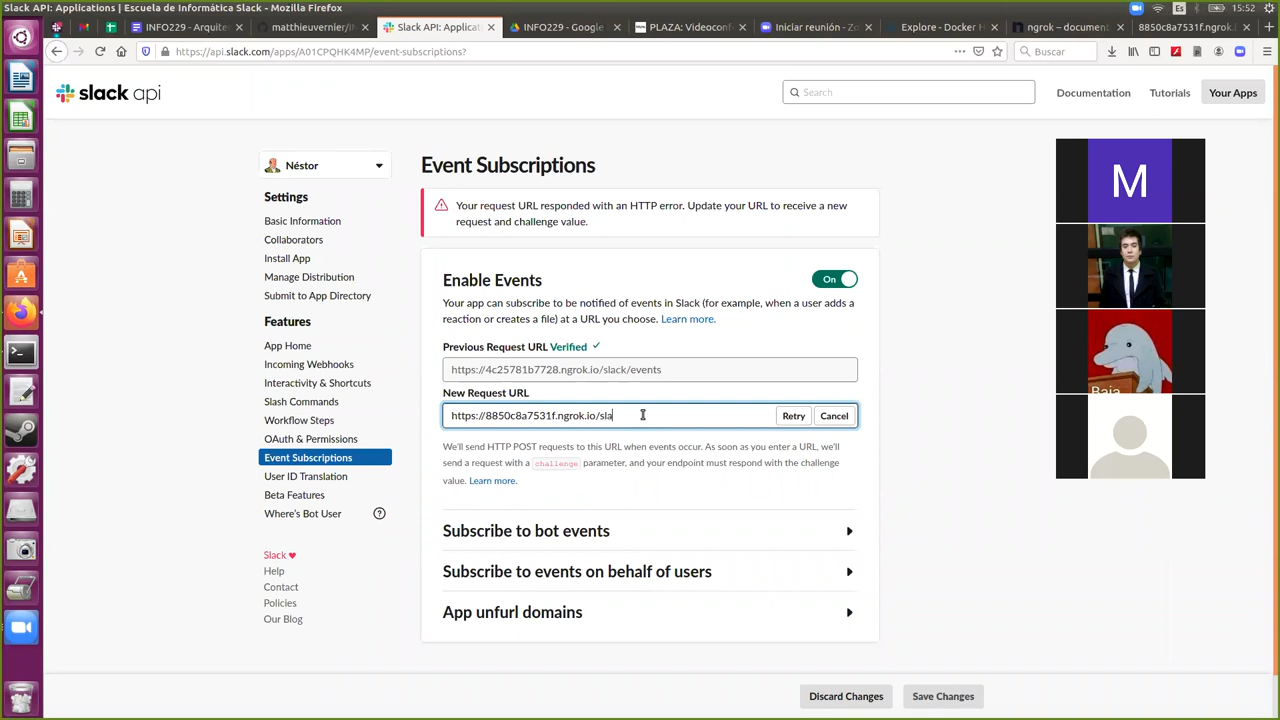 Slack API: Applications | Escuela de Informática Slack - Mozilla Firefox
Es
15:52
INFO229 - Arquite
matthieuvernier/IN
Slack API: Applicat
INFO229 - Google
PLAZA: Videoconf
Iniciar reunión - Zo
Explore - Docker H
ngrok – document
8850c8a7531f.ngrok.i
https://api.slack.com/apps/A01CPQHK4MP/event-subscriptions?
Buscar
slack api
Search
Documentation
Tutorials
Your Apps
Néstor
Settings
Basic Information
Collaborators
Install App
Manage Distribution
Submit to App Directory
Features
App Home
Incoming Webhooks
Interactivity & Shortcuts
Slash Commands
Workflow Steps
OAuth & Permissions
Event Subscriptions
User ID Translation
Beta Features
Where's Bot User
?
Slack ♥
Help
Contact
Policies
Our Blog
Event Subscriptions
Your request URL responded with an HTTP error. Update your URL to receive a new
request and challenge value.
Enable Events
On
Your app can subscribe to be notified of events in Slack (for example, when a user adds a
reaction or creates a file) at a URL you choose. Learn more.
Previous Request URL Verified ✓
https://4c25781b7728.ngrok.io/slack/events
New Request URL
https://8850c8a7531f.ngrok.io/sla
Retry
Cancel
We'll send HTTP POST requests to this URL when events occur. As soon as you enter a URL, we'll
send a request with a challenge parameter, and your endpoint must respond with the challenge
value. Learn more.
Subscribe to bot events
Subscribe to events on behalf of users
App unfurl domains
Discard Changes
Save Changes
M
Baia